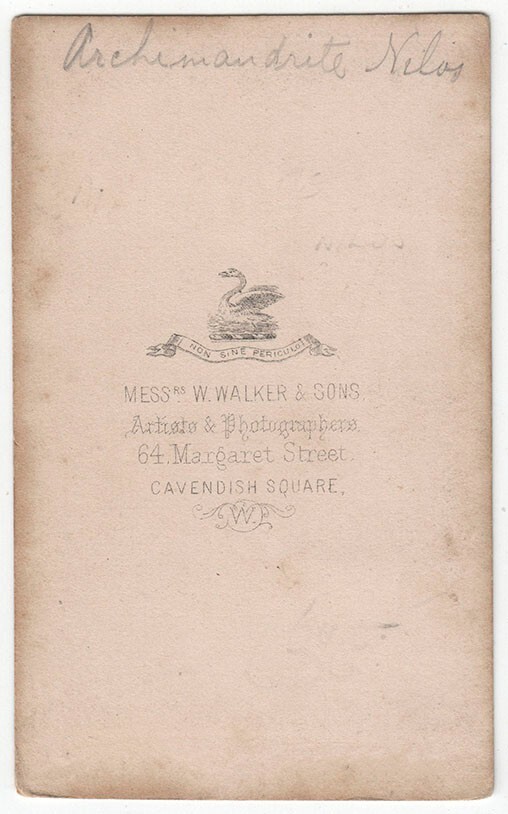 Archimandrite Nilos
NON SINE PERICULO
MESSRS. W. WALKER & SONS,
Artists & Photographers
64, Margaret Street.
CAVENDISH SQUARE,
W.